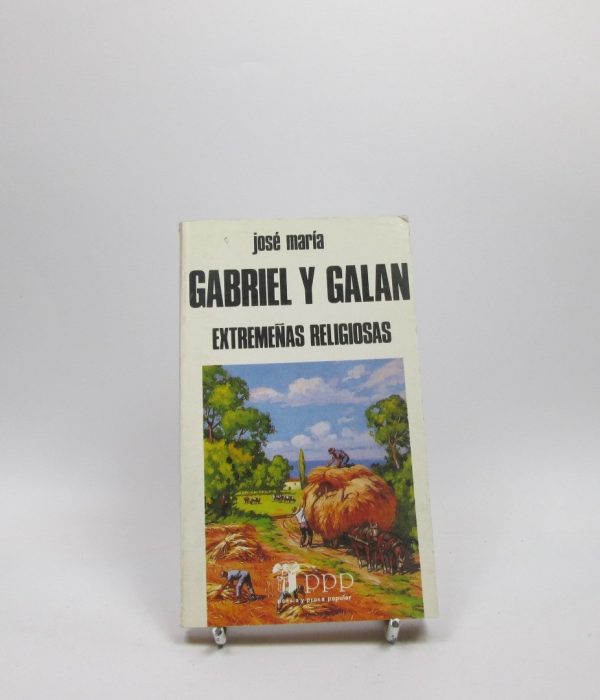 josé maría
GABRIEL Y GALAN
EXTREMEÑAS RELIGIOSAS
ppp
poesía y prosa popular